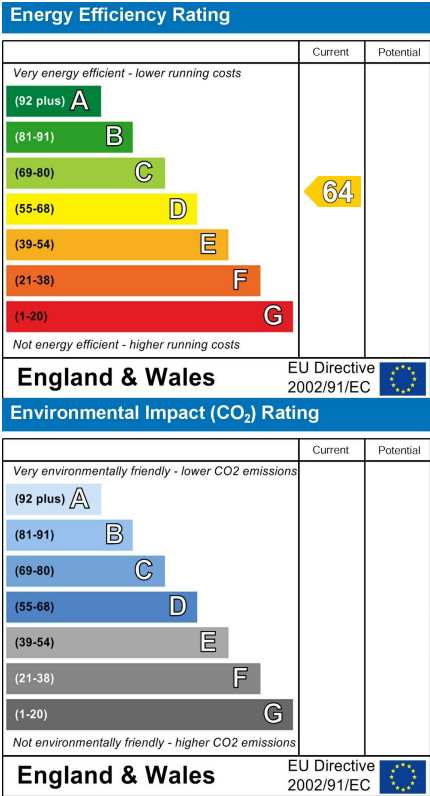 Energy Efficiency Rating
Current Potential
Very energy efficient - lower running costs
(92 plus) A
(81-91) B
(69-80) C
(55-68) D
64
(39-54) E
(21-38) F
(1-20) G
Not energy efficient - higher running costs
England & Wales
EU Directive
2002/91/EC
Environmental Impact (CO₂) Rating
Current Potential
Very environmentally friendly - lower CO2 emissions
(92 plus) A
(81-91) B
(69-80) C
(55-68) D
(39-54) E
(21-38) F
(1-20) G
Not environmentally friendly - higher CO2 emissions
England & Wales
EU Directive
2002/91/EC